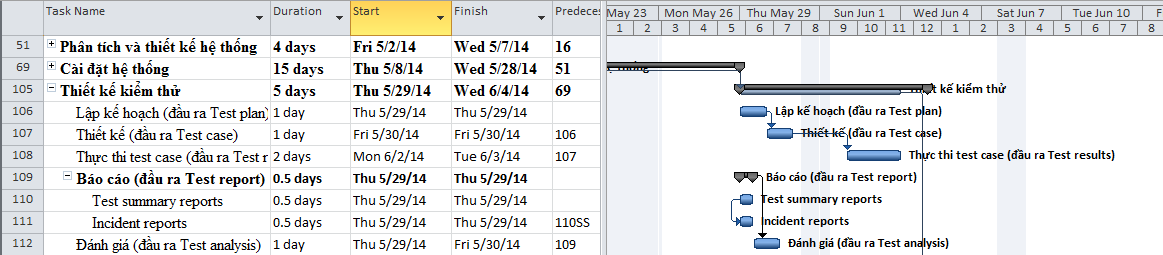 Task Name Duration Start Finish Predeces
May 23 Mon May 26 Thu May 29 Sun Jun 1 Wed Jun 4 Sat Jun 7 Tue Jun 10 F
1 2 3 4 5 6 7 8 1 2 3 4 5 6 7 8
51 Phân tích và thiết kế hệ thống 4 days Fri 5/2/14 Wed 5/7/14 16
69 Cài đặt hệ thống 15 days Thu 5/8/14 Wed 5/28/14 51
105 Thiết kế kiểm thử 5 days Thu 5/29/14 Wed 6/4/14 69 kế kiểm thử
106 Lập kế hoạch (đầu ra Test plan) 1 day Thu 5/29/14 Thu 5/29/14 Lập kế hoạch (đầu ra Test plan)
107 Thiết kế (đầu ra Test case) 1 day Fri 5/30/14 Fri 5/30/14 106 Thiết kế (đầu ra Test case)
108 Thực thi test case (đầu ra Test r 2 days Mon 6/2/14 Tue 6/3/14 107 Thực thi test case (đầu ra Test results)
109 Báo cáo (đầu ra Test report) 0.5 days Thu 5/29/14 Thu 5/29/14 Báo cáo (đầu ra Test report)
110 Test summary reports 0.5 days Thu 5/29/14 Thu 5/29/14 Test summary reports
111 Incident reports 0.5 days Thu 5/29/14 Thu 5/29/14 110SS Incident reports
112 Đánh giá (đầu ra Test analysis) 1 day Thu 5/29/14 Fri 5/30/14 109 Đánh giá (đầu ra Test analysis)